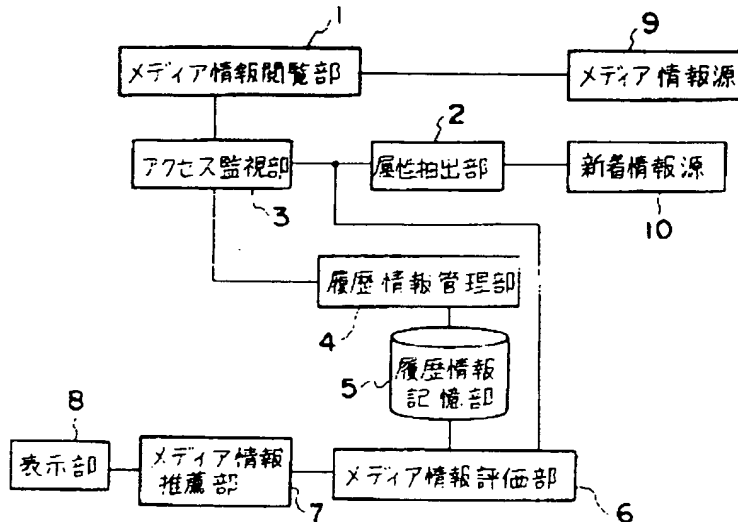 1
メディア情報閲覧部
9
メディア情報源
アクセス監視部
3
2
属性抽出部
新着情報源
10
履歴情報管理部
4
5
履歴情報
記憶部
8
表示部
メディア情報
推薦部
7
メディア情報評価部
6